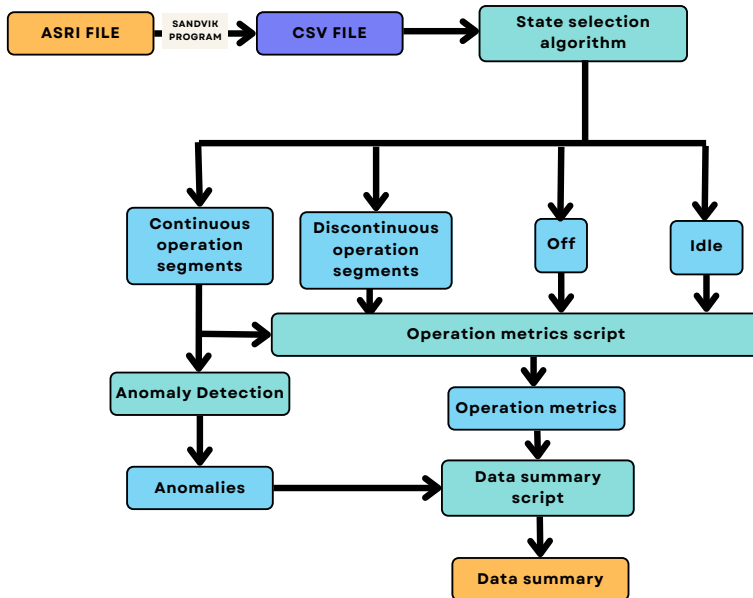 ASRI FILE
SANDVIK
PROGRAM
CSV FILE
State selection
algorithm
Continuous
operation
segments
Discontinuous
operation
segments
Off
Idle
Operation metrics script
Anomaly Detection
Operation metrics
Anomalies
Data summary
script
Data summary